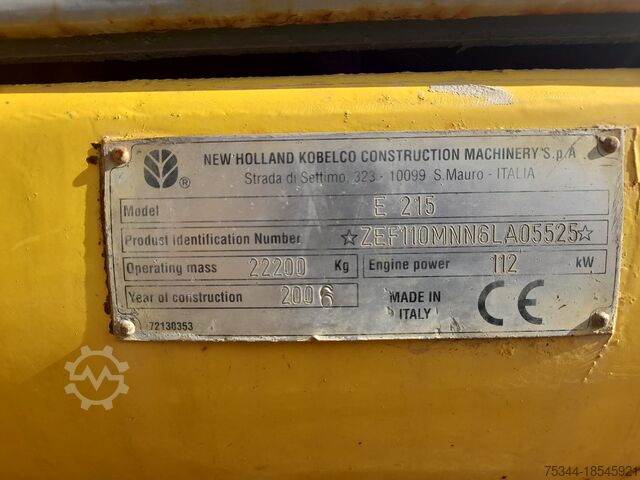 NEW HOLLAND KOBELCO CONSTRUCTION MACHINERY S.p.A
Strada di Settimo, 323 - 10099 S. Mauro - ITALIA
Model E 215
Product Identification Number ☆ZEF110MNN6LA05525☆
Operating mass 22200 Kg Engine power 112 kW
Year of construction 2006
MADE IN
ITALY
CE
72130353
®
75344-18545921